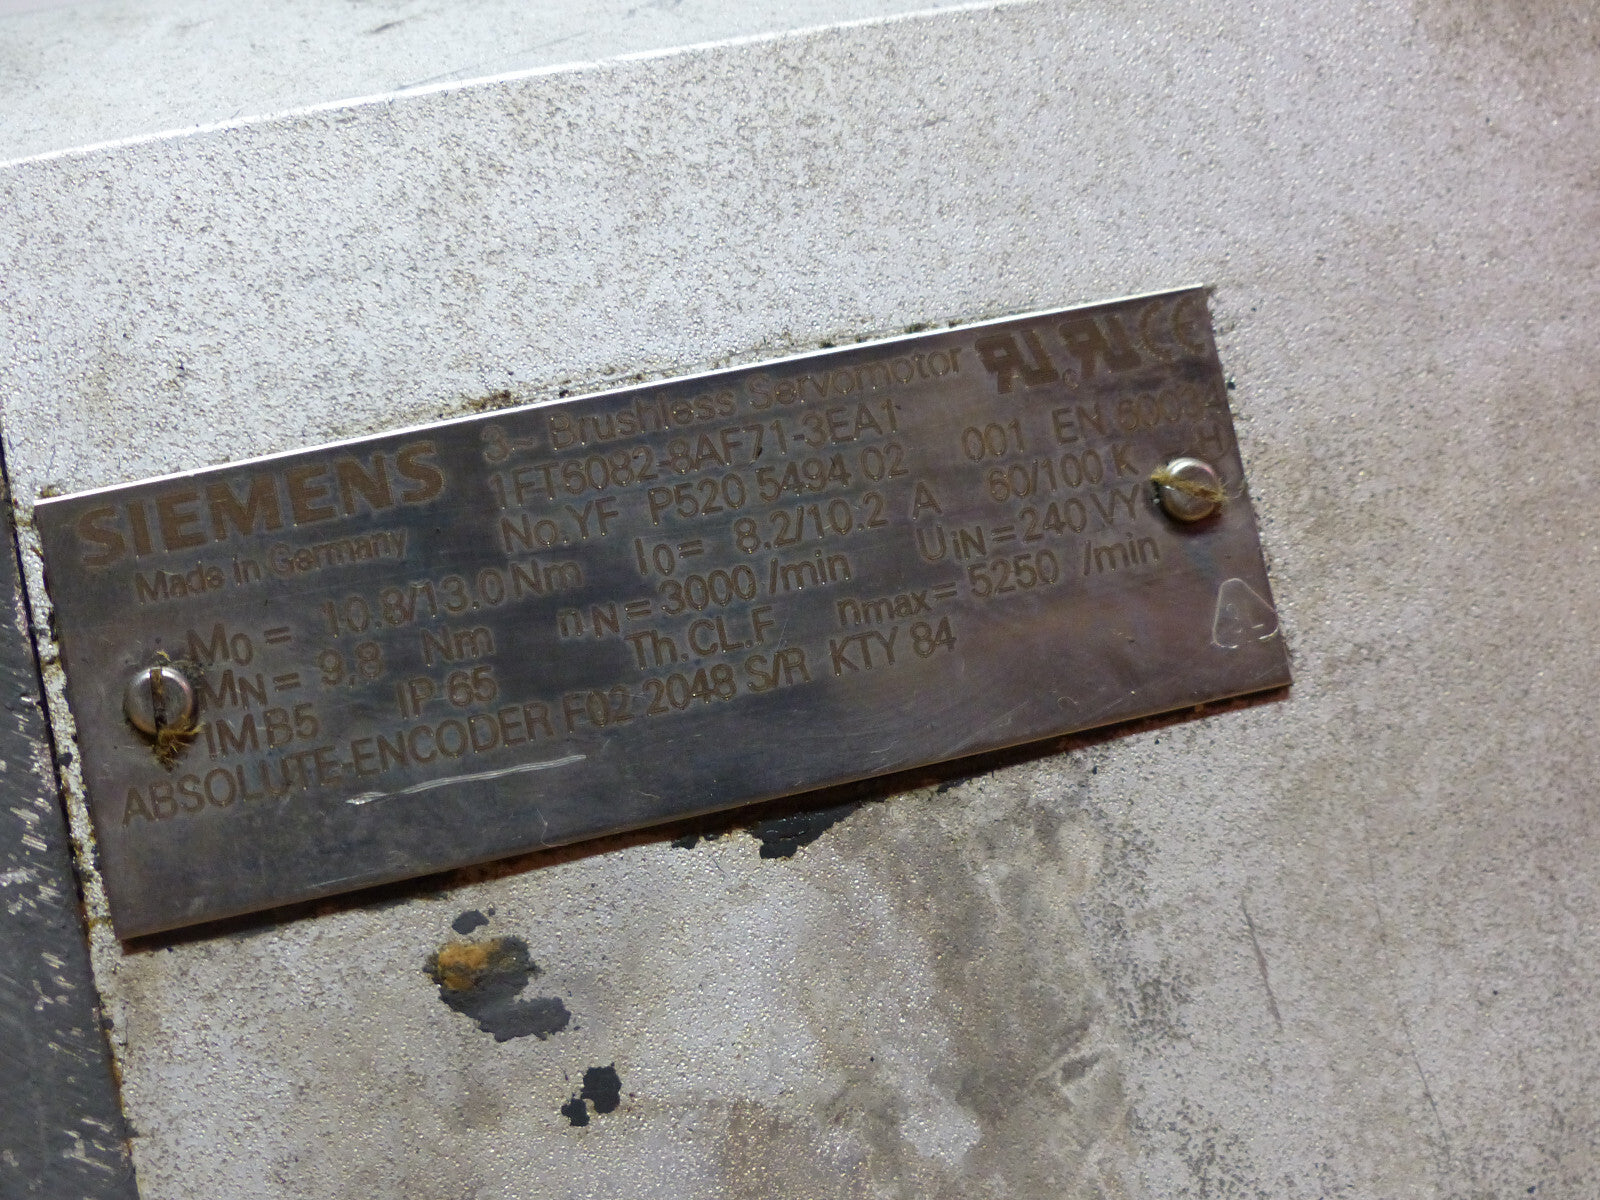 SIEMENS 3~ Brushless Servomotor
Made in Germany 1FT6082-8AF71-3EA1
No.YF P520 5494 02 001 EN 60034
M0= 10.8/13.0 Nm I0= 8.2/10.2 A 60/100 K
MN= 9.8 Nm nN= 3000 /min UIN= 240 VY
IM B5 IP 65 Th.CL.F. nmax= 5250 /min
ABSOLUTE-ENCODER F02 2048 S/R KTY 84